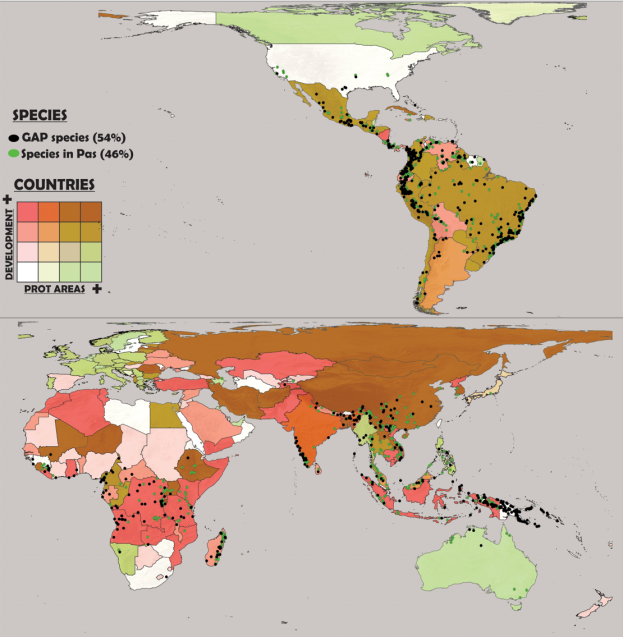 SPECIES
GAP species (54%)
Species in Pas (46%)
COUNTRIES
+
DEVELOPMENT
PROT AREAS +